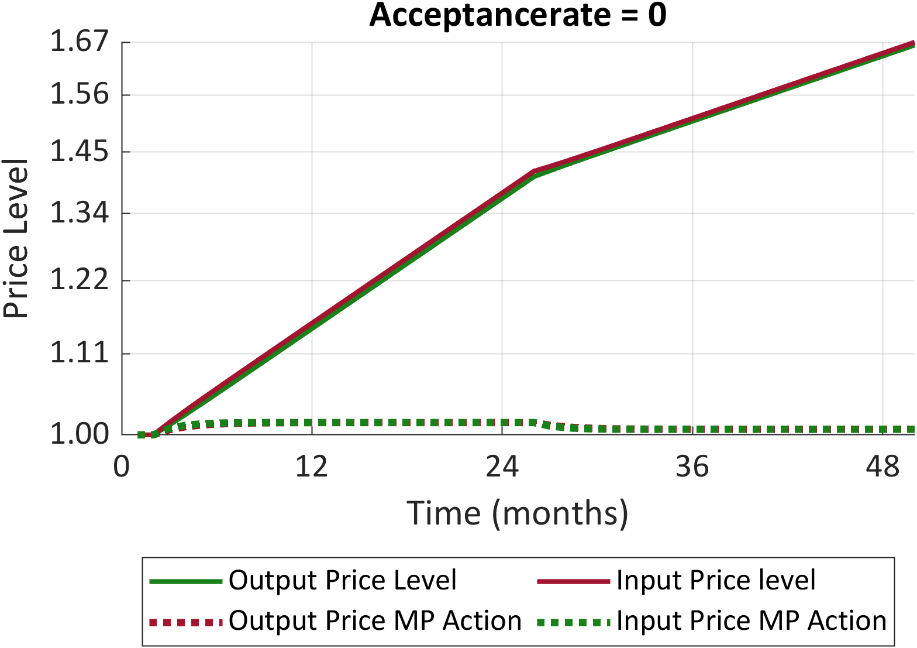 Acceptancerate = 0
1.67
1.56
1.45
1.34
1.22
1.11
1.00
Price Level
0 12 24 36 48
Time (months)
Output Price Level Input Price level
Output Price MP Action Input Price MP Action